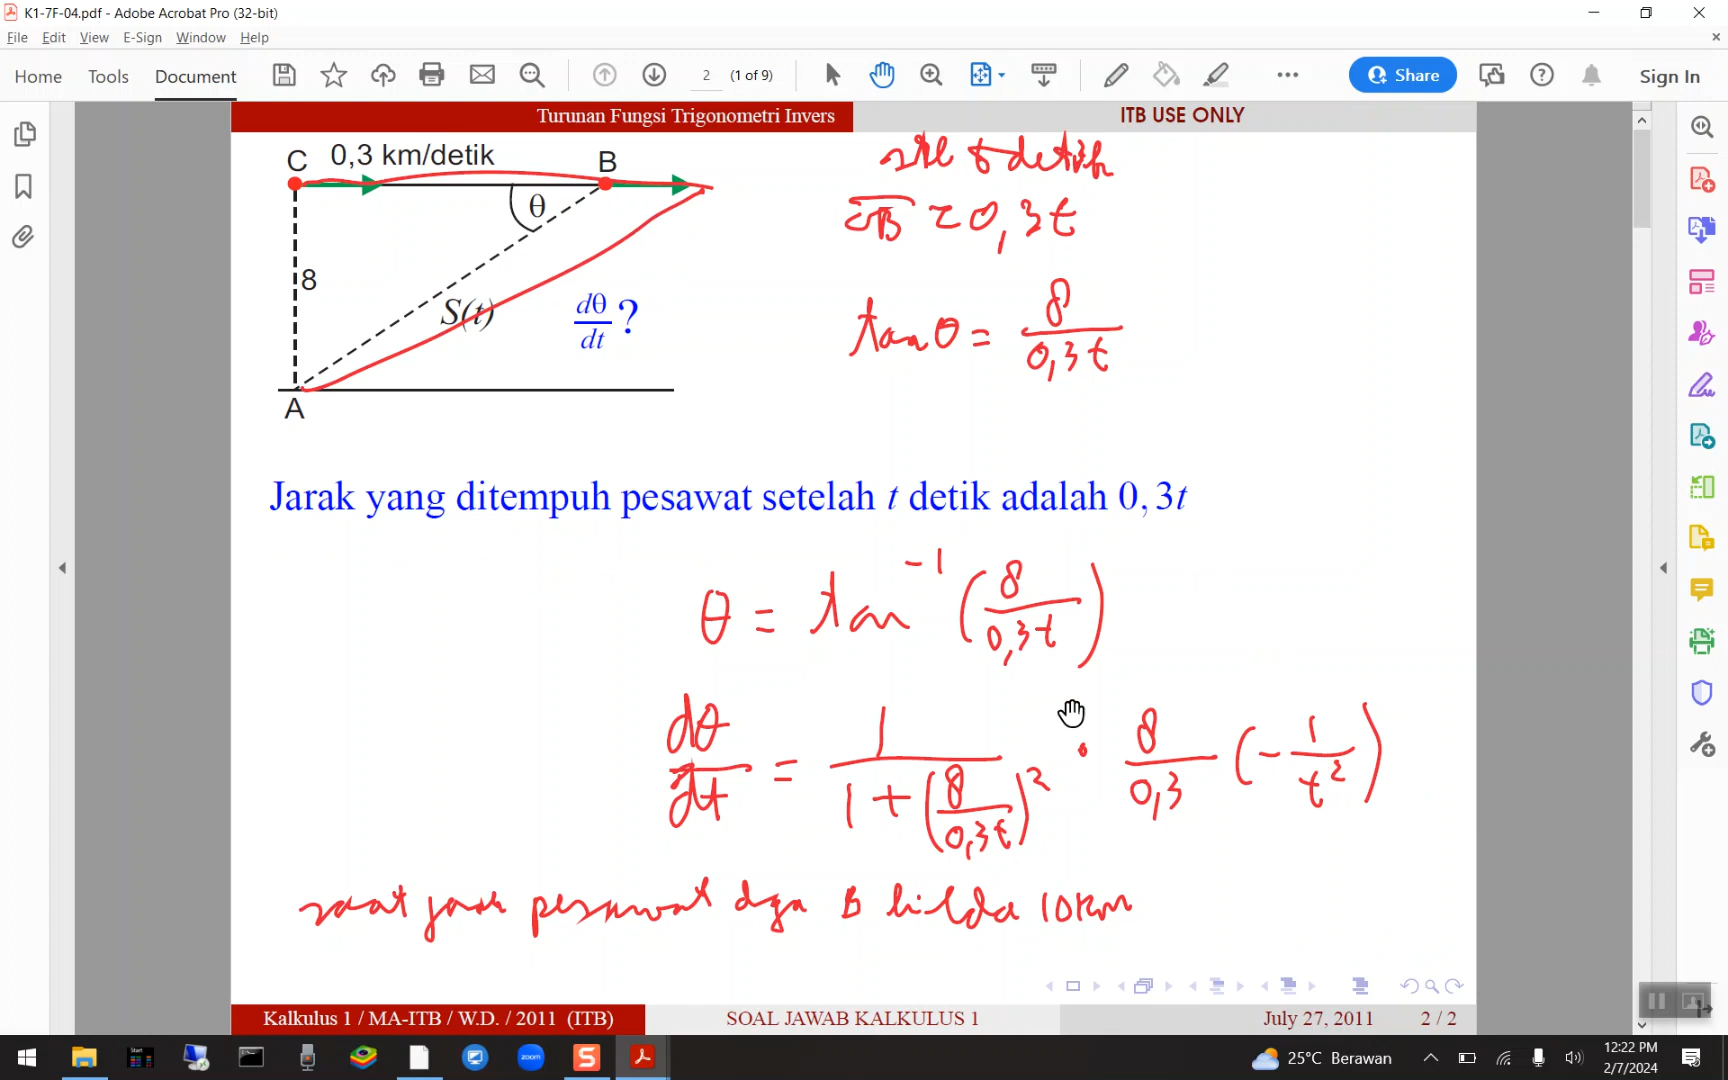 K1-7F-04.pdf - Adobe Acrobat Pro (32-bit)
File Edit View E-Sign Window Help
Home Tools Document 2 (1 of 9) Share Sign In
Turunan Fungsi Trigonometri Invers ITB USE ONLY
C 0,3 km/detik B
θ
8
S(t)
dθ/dt ?
A
t detik
CB = 0,3t
tan θ = 8/0,3t
Jarak yang ditempuh pesawat setelah t detik adalah 0,3t
θ = tan⁻¹ (8/0,3t)
dθ/dt = 1/(1 + (8/0,3t)²) · 8/0,3 (-1/t²)
saat pesawat 10 km
Kalkulus 1 / MA-ITB / W.D. / 2011 (ITB) SOAL JAWAB KALKULUS 1 July 27, 2011 2 / 2
Start
zoom
S
25°C Berawan
12:22 PM
2/7/2024